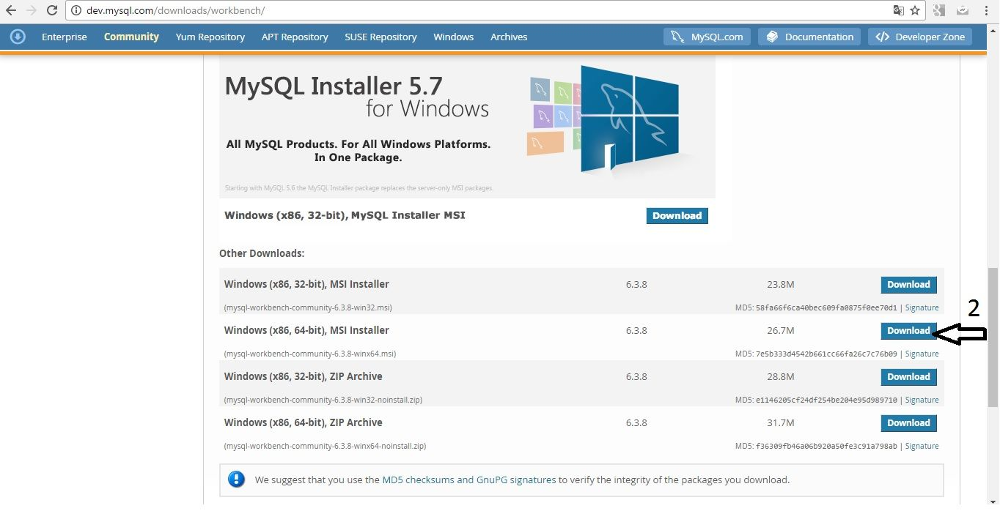 dev.mysql.com/downloads/workbench/
Enterprise Community Yum Repository APT Repository SUSE Repository Windows Archives MySQL.com Documentation Developer Zone
MySQL Installer 5.7
for Windows
All MySQL Products. For All Windows Platforms.
In One Package.
Starting with MySQL 5.6 the MySQL Installer package replaces the server-only MSI packages.
Windows (x86, 32-bit), MySQL Installer MSI Download
Other Downloads:
Windows (x86, 32-bit), MSI Installer 6.3.8 23.8M Download
(mysql-workbench-community-6.3.8-win32.msi) MD5: 58fa66f6ca40bec609fa0875f0ee70d1 | Signature
2
Windows (x86, 64-bit), MSI Installer 6.3.8 26.7M Download
(mysql-workbench-community-6.3.8-winx64.msi) MD5: 7e5b333d4542b661cc66fa26c7c76b09 | Signature
Windows (x86, 32-bit), ZIP Archive 6.3.8 28.8M Download
(mysql-workbench-community-6.3.8-win32-noinstall.zip) MD5: e1146205cf24df254be204e95d989710 | Signature
Windows (x86, 64-bit), ZIP Archive 6.3.8 31.7M Download
(mysql-workbench-community-6.3.8-winx64-noinstall.zip) MD5: f36309fb46a06b920a50fe3c91a798ab | Signature
We suggest that you use the MD5 checksums and GnuPG signatures to verify the integrity of the packages you download.